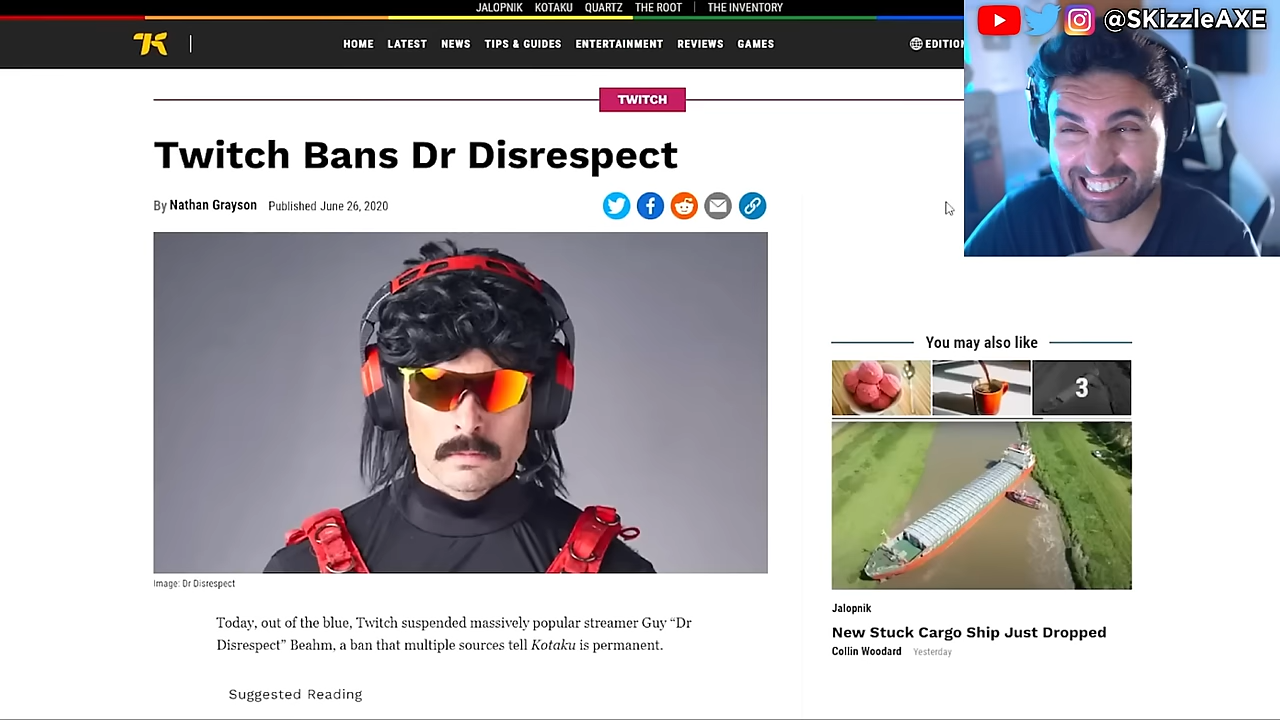 JALOPNIK KOTAKU QUARTZ THE ROOT THE INVENTORY
@SKizzleAXE
HOME LATEST NEWS TIPS & GUIDES ENTERTAINMENT REVIEWS GAMES
EDITION
TWITCH
Twitch Bans Dr Disrespect
By Nathan Grayson Published June 26, 2020
Image: Dr Disrespect
Today, out of the blue, Twitch suspended massively popular streamer Guy “Dr
Disrespect” Beahm, a ban that multiple sources tell Kotaku is permanent.
Suggested Reading
You may also like
3
Jalopnik
New Stuck Cargo Ship Just Dropped
Collin Woodard Yesterday